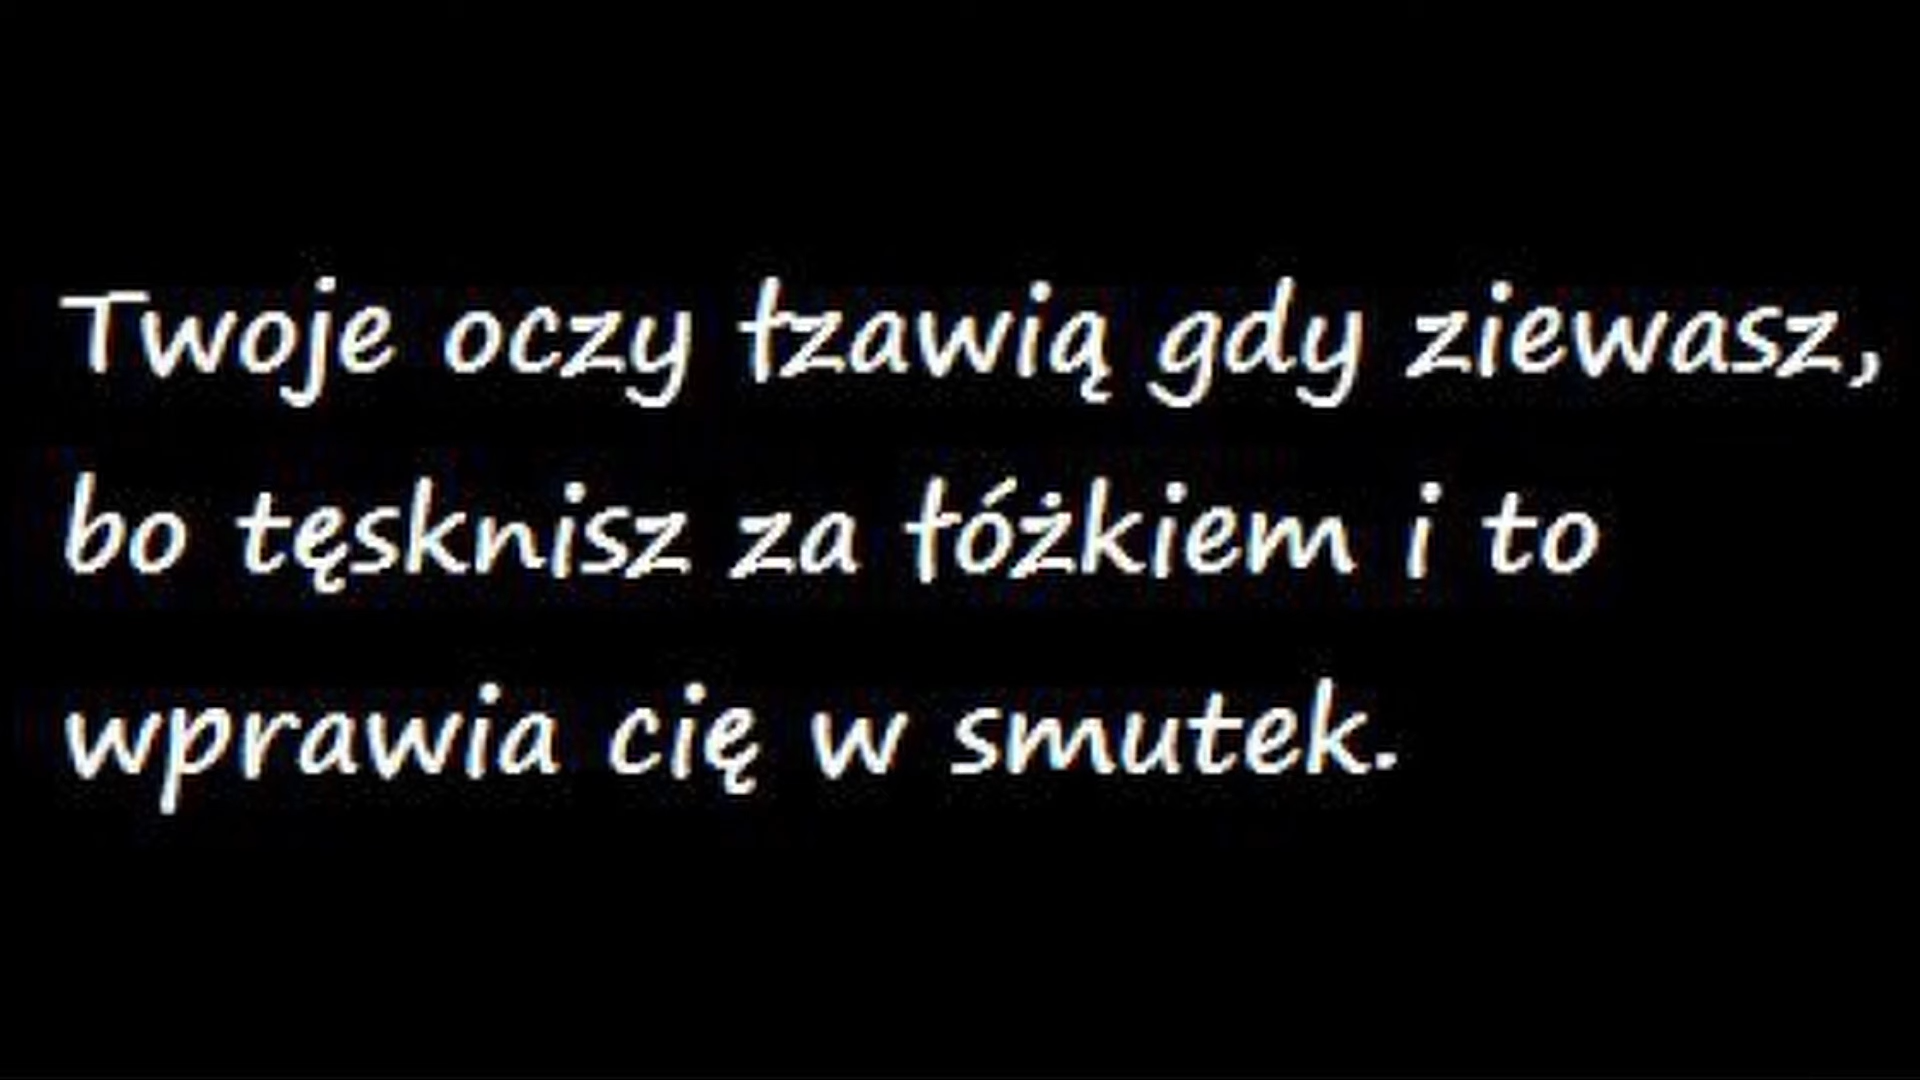 Twoje oczy łzawią gdy ziewasz,
bo tęsknisz za łóżkiem i to
wprawia cię w smutek.